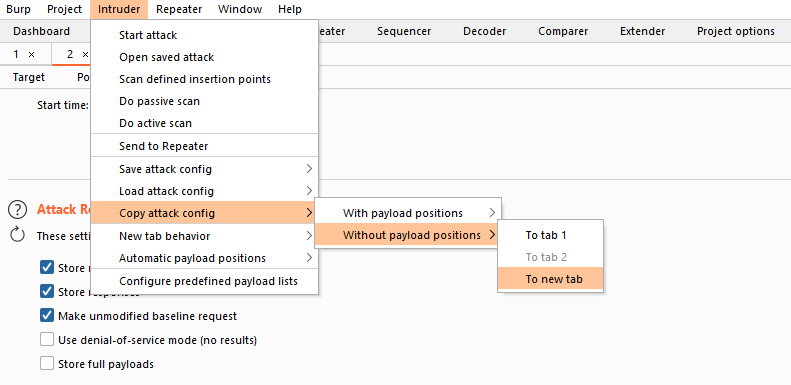 Burp Project Intruder Repeater Window Help
Dashboard eater Sequencer Decoder Comparer Extender Project options
1 × 2 ×
Target Po
Start time:
Start attack
Open saved attack
Scan defined insertion points
Do passive scan
Do active scan
Send to Repeater
Save attack config
Load attack config
Copy attack config
New tab behavior
Automatic payload positions
Configure predefined payload lists
With payload positions
Without payload positions
To tab 1
To tab 2
To new tab
? Attack Re
These setti
Store r
Store responses
Make unmodified baseline request
Use denial-of-service mode (no results)
Store full payloads